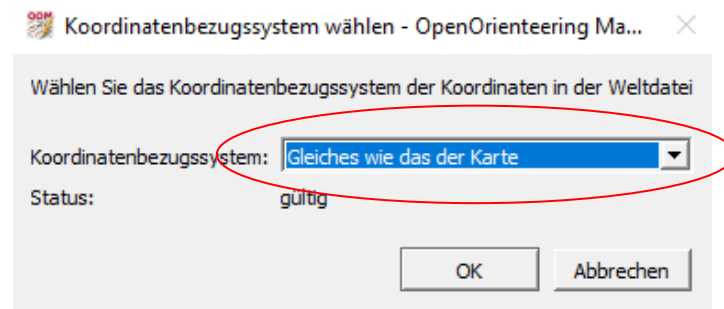 Koordinatenbezugssystem wählen - OpenOrienteering Ma...
Wählen Sie das Koordinatenbezugssystem der Koordinaten in der Weltdatei
Koordinatenbezugssystem: Gleiches wie das der Karte
Status: gültig
OK Abbrechen